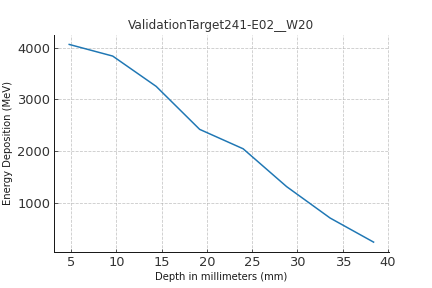 ValidationTarget241-E02__W20
Energy Deposition (MeV)
4000
3000
2000
1000
5 10 15 20 25 30 35 40
Depth in millimeters (mm)